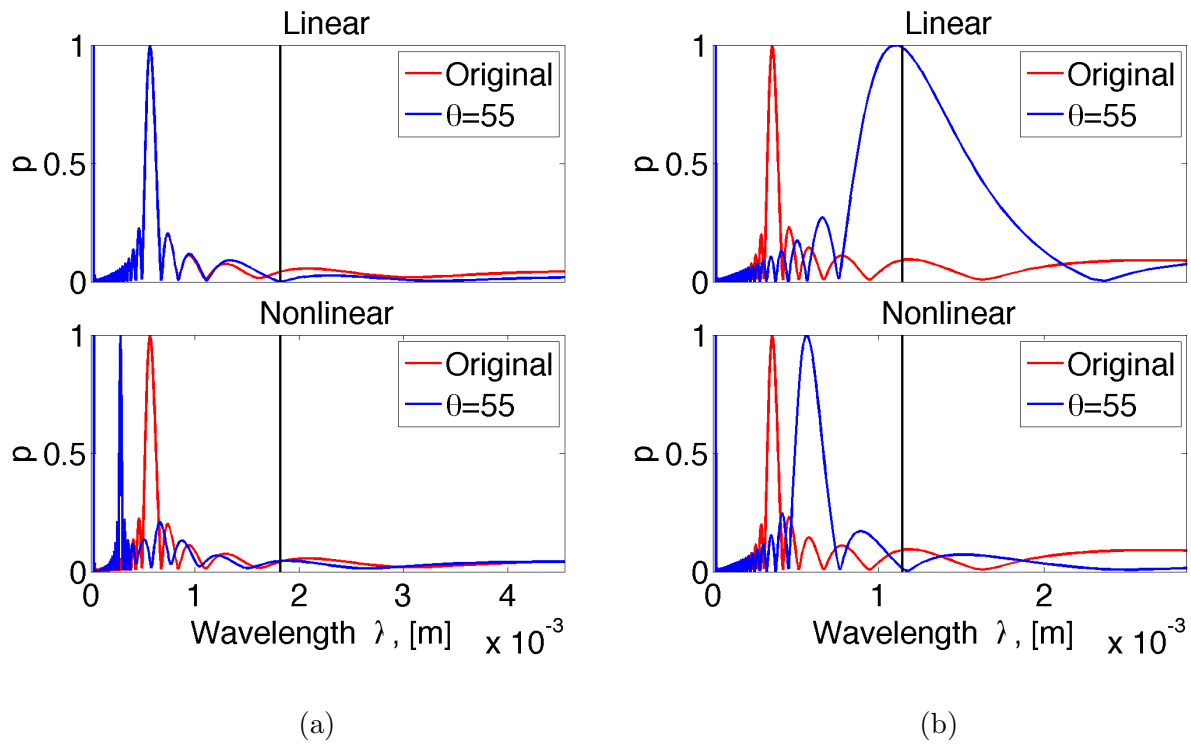 Linear
1
0.5
0
p
Original
θ=55
Nonlinear
1
0.5
0
p
Original
θ=55
0 1 2 3 4
Wavelength λ, [m] x 10^-3
(a)
Linear
1
0.5
0
p
Original
θ=55
Nonlinear
1
0.5
0
p
Original
θ=55
0 1 2
Wavelength λ, [m] x 10^-3
(b)